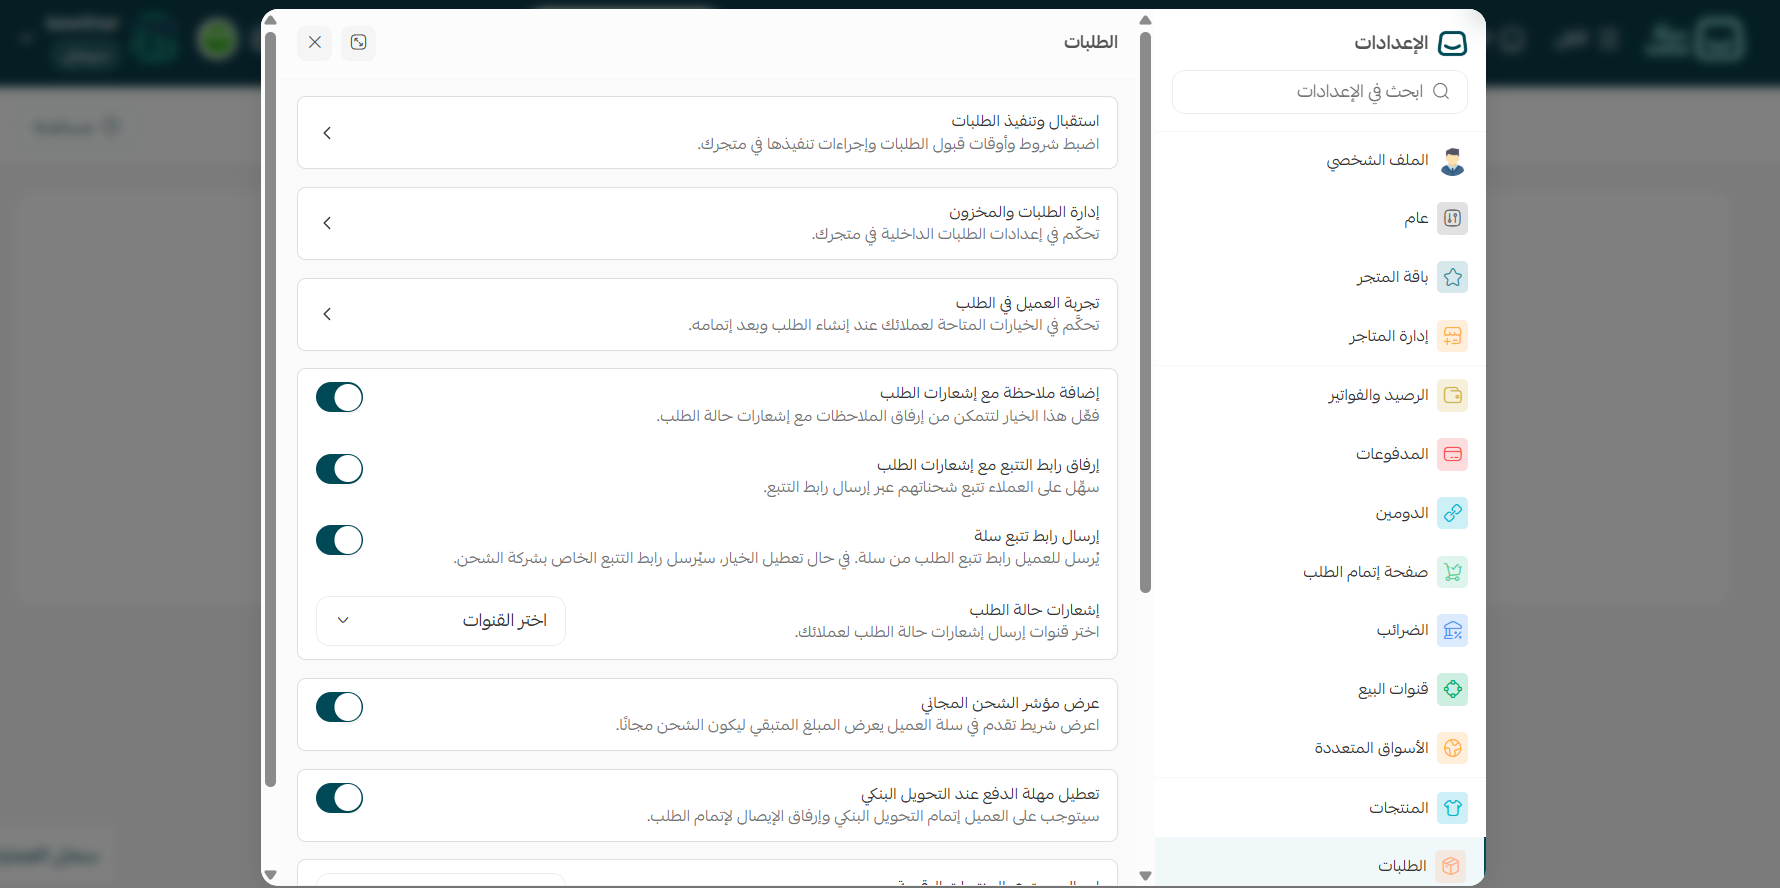 الإعدادات
ابحث في الإعدادات
الملف الشخصي
عام
باقة المتجر
إدارة المتاجر
الرصيد والفواتير
المدفوعات
الدومين
صفحة إتمام الطلب
الضرائب
قنوات البيع
الأسواق المتعددة
المنتجات
الطلبات
الطلبات
استقبال وتنفيذ الطلبات
اضبط شروط وأوقات قبول الطلبات وإجراءات تنفيذها في متجرك.
إدارة الطلبات والمخزون
تحكّم في إعدادات الطلبات الداخلية في متجرك.
تجربة العميل في الطلب
تحكَّم في الخيارات المتاحة لعملائك عند إنشاء الطلب وبعد إتمامه.
إضافة ملاحظة مع إشعارات الطلب
فعّل هذا الخيار لتتمكن من إرفاق الملاحظات مع إشعارات حالة الطلب.
إرفاق رابط التتبع مع إشعارات الطلب
سهّل على العملاء تتبع شحناتهم عبر إرسال رابط التتبع.
إرسال رابط تتبع سلة
يُرسل للعميل رابط تتبع الطلب من سلة. في حال تعطيل الخيار، سيُرسل رابط التتبع الخاص بشركة الشحن.
إشعارات حالة الطلب
اختر قنوات إرسال إشعارات حالة الطلب لعملائك.
اختر القنوات
عرض مؤشر الشحن المجاني
اعرض شريط تقدم في سلة العميل يعرض المبلغ المتبقي ليكون الشحن مجانًا.
تعطيل مهلة الدفع عند التحويل البنكي
سيتوجب على العميل إتمام التحويل البنكي وإرفاق الإيصال لإتمام الطلب.